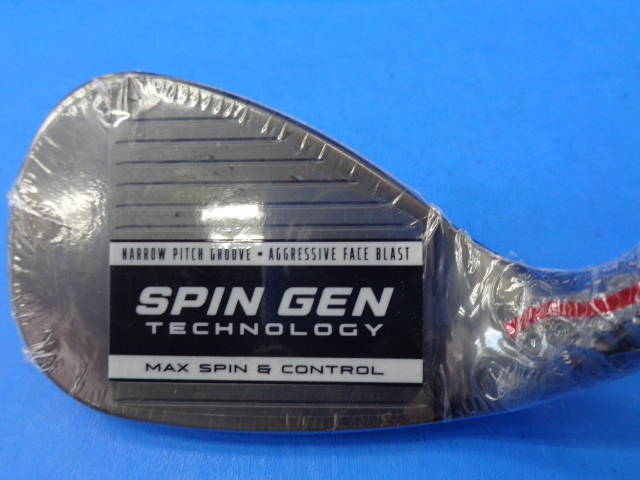 NARROW PITCH GROOVE • AGGRESSIVE FACE BLAST
SPIN GEN
TECHNOLOGY
MAX SPIN & CONTROL